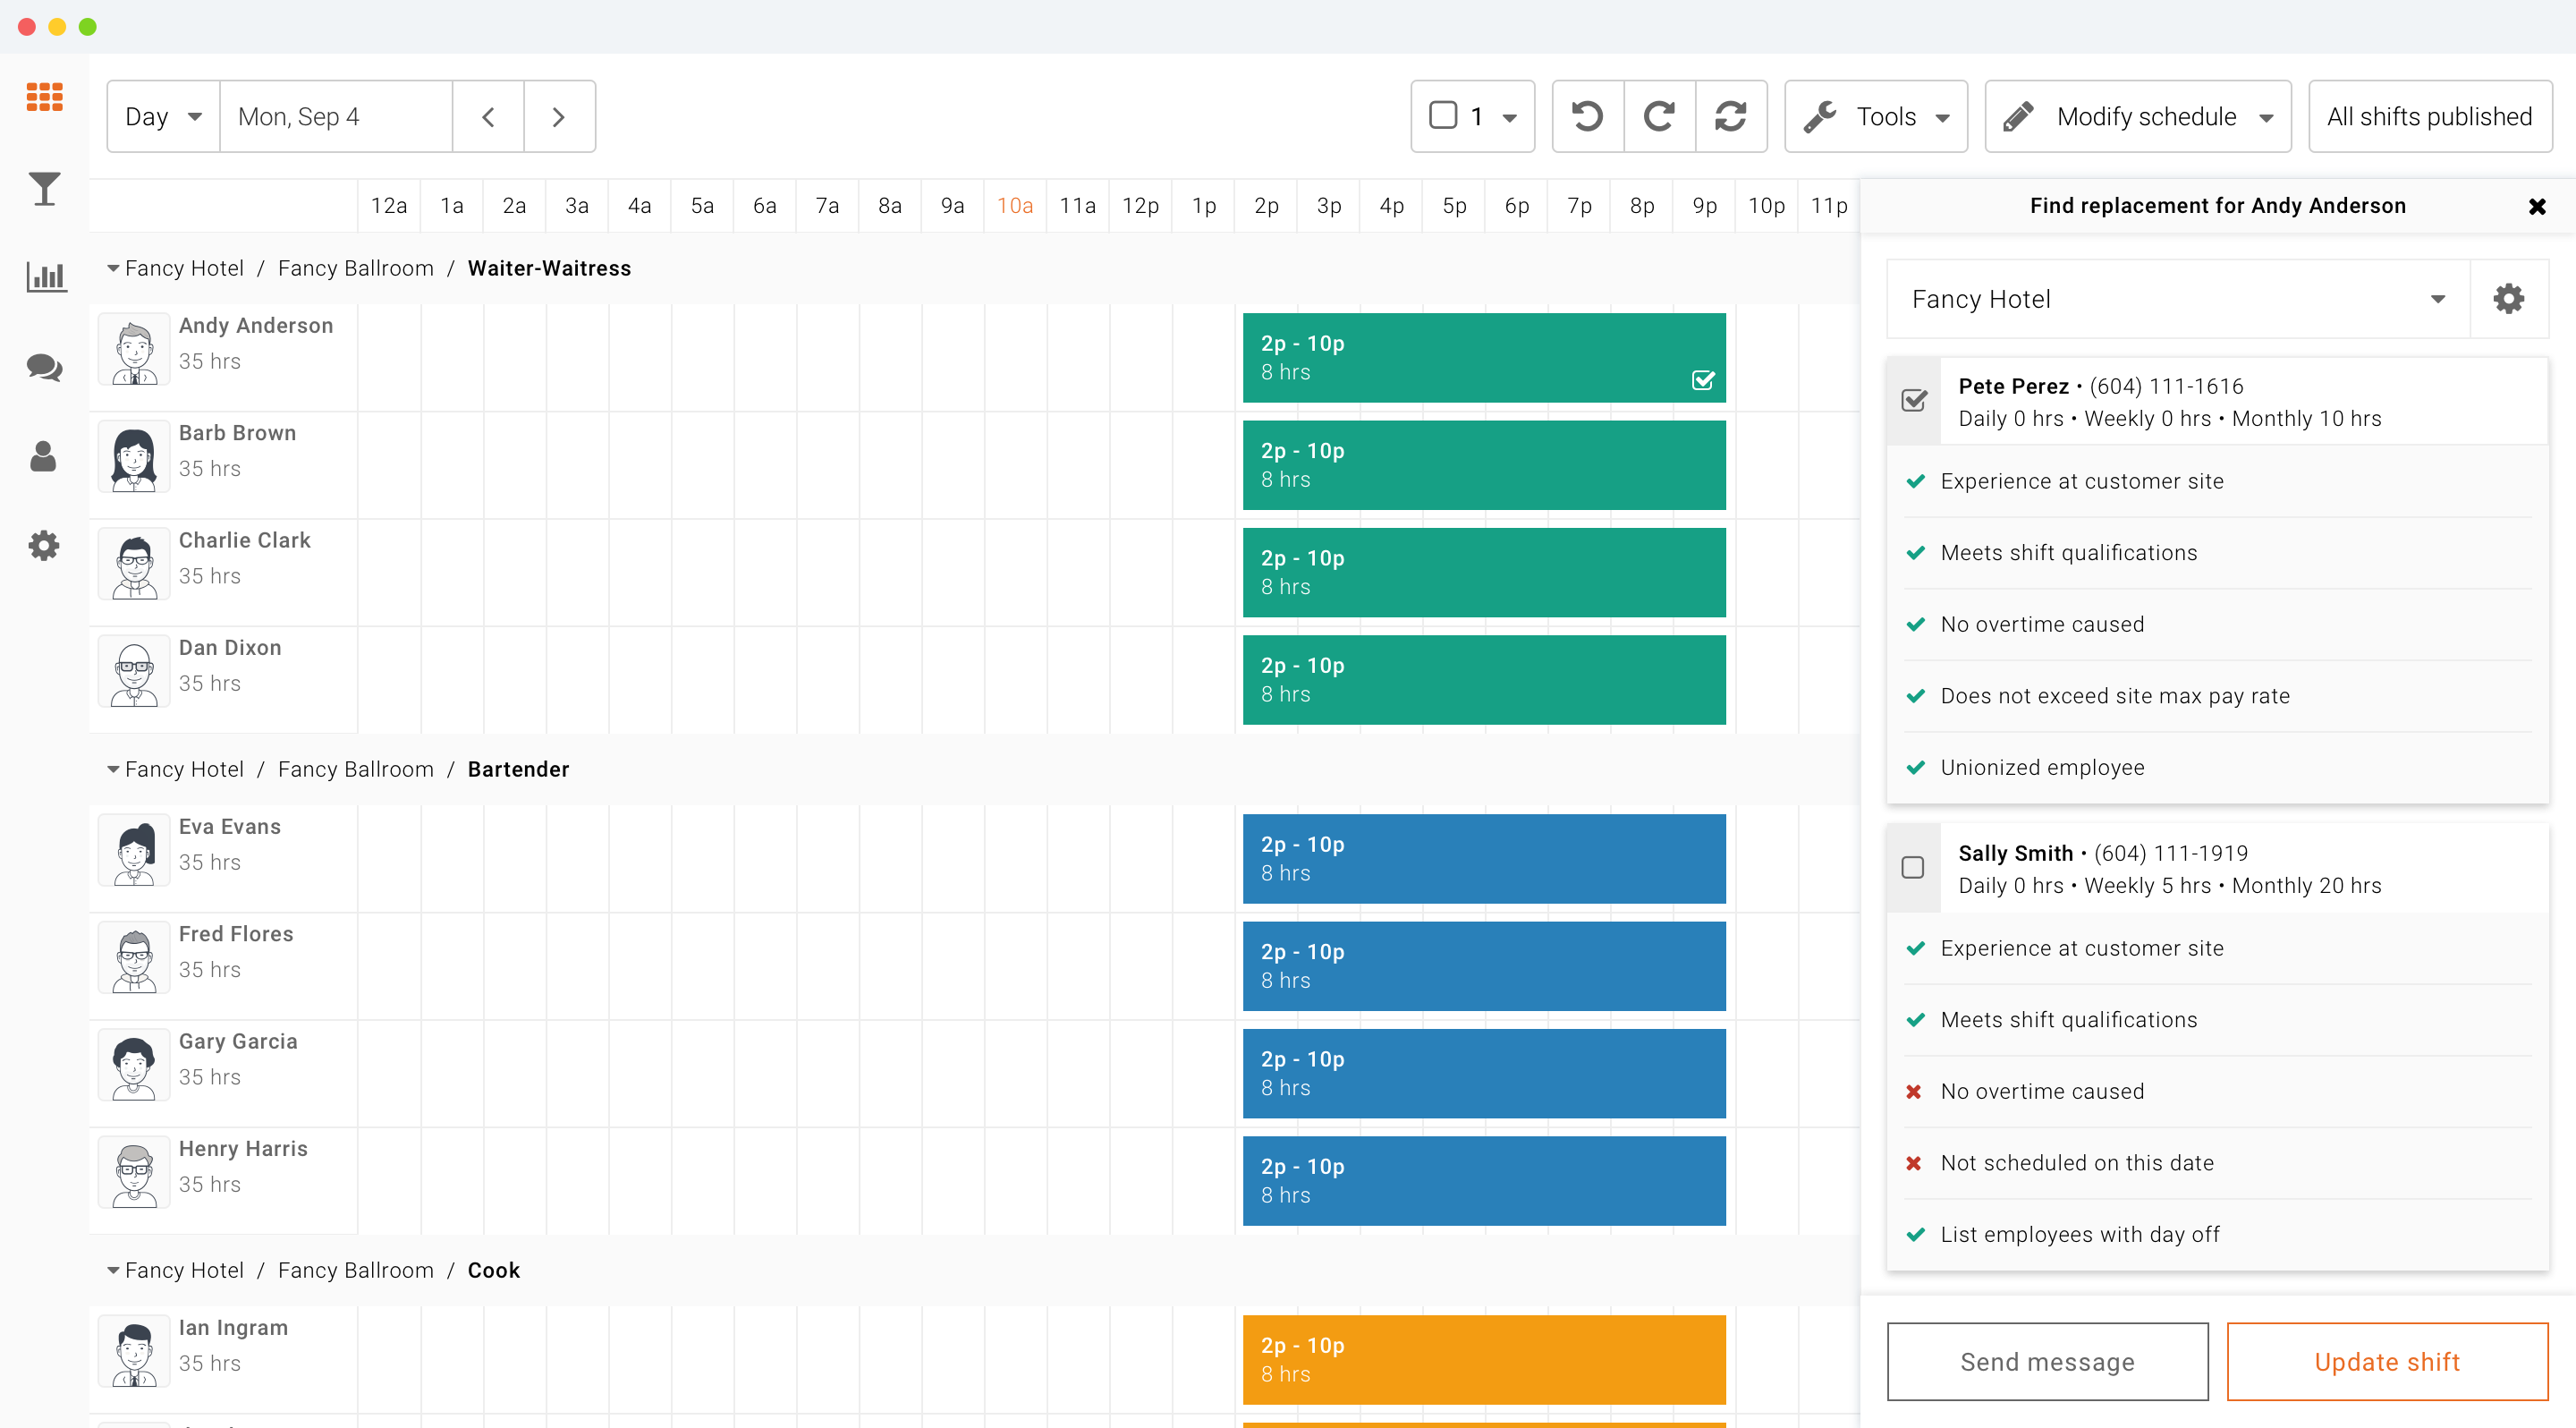 Day Mon, Sep 4 1 Tools Modify schedule All shifts published
12a 1a 2a 3a 4a 5a 6a 7a 8a 9a 10a 11a 12p 1p 2p 3p 4p 5p 6p 7p 8p 9p 10p 11p
Fancy Hotel / Fancy Ballroom / Waiter-Waitress
Andy Anderson
35 hrs
2p - 10p
8 hrs
Barb Brown
35 hrs
2p - 10p
8 hrs
Charlie Clark
35 hrs
2p - 10p
8 hrs
Dan Dixon
35 hrs
2p - 10p
8 hrs
Fancy Hotel / Fancy Ballroom / Bartender
Eva Evans
35 hrs
2p - 10p
8 hrs
Fred Flores
35 hrs
2p - 10p
8 hrs
Gary Garcia
35 hrs
2p - 10p
8 hrs
Henry Harris
35 hrs
2p - 10p
8 hrs
Fancy Hotel / Fancy Ballroom / Cook
Ian Ingram
35 hrs
2p - 10p
8 hrs
Find replacement for Andy Anderson
Fancy Hotel
Pete Perez • (604) 111-1616
Daily 0 hrs • Weekly 0 hrs • Monthly 10 hrs
Experience at customer site
Meets shift qualifications
No overtime caused
Does not exceed site max pay rate
Unionized employee
Sally Smith • (604) 111-1919
Daily 0 hrs • Weekly 5 hrs • Monthly 20 hrs
Experience at customer site
Meets shift qualifications
No overtime caused
Not scheduled on this date
List employees with day off
Send message
Update shift